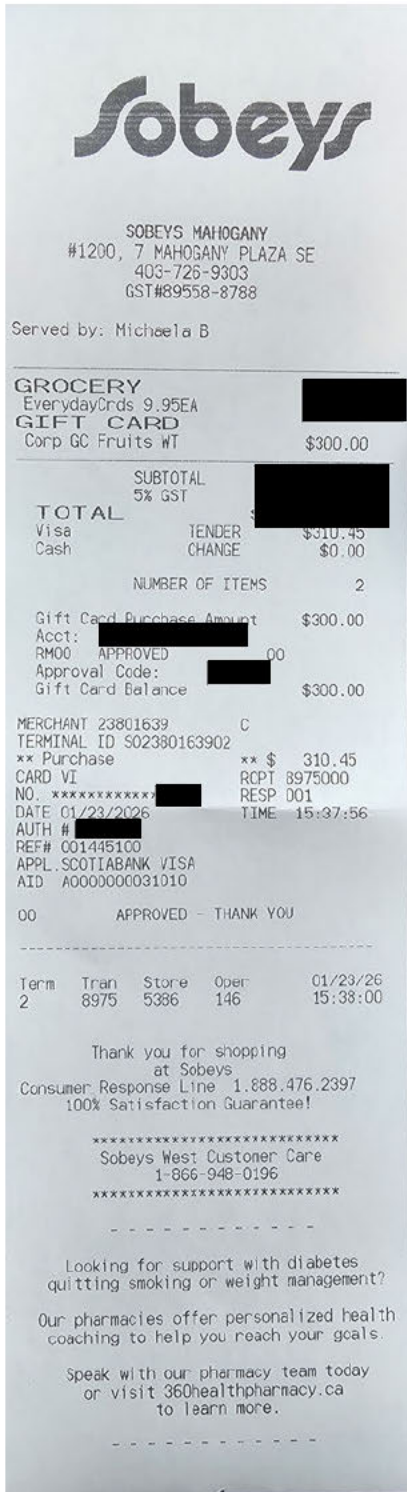 Sobeys
SOBEYS MAHOGANY
#1200, 7 MAHOGANY PLAZA SE
403-726-9303
GST#89558-8788
Served by: Michaela B
GROCERY
EverydayCrds 9.95EA
GIFT CARD
Corp GC Fruits WT $300.00
SUBTOTAL
5% GST
TOTAL
Visa TENDER $310.45
Cash CHANGE $0.00
NUMBER OF ITEMS 2
Gift Card Purchase Amount $300.00
Acct:
RM00 APPROVED 00
Approval Code:
Gift Card Balance $300.00
MERCHANT 23801639 C
TERMINAL ID S02380163902
** Purchase ** $ 310.45
CARD VI RCPT 8975000
NO. ************ RESP 001
DATE 01/23/2026 TIME 15:37:56
AUTH #
REF# 001445100
APPL.SCOTIABANK VISA
AID A0000000031010
00 APPROVED - THANK YOU
Term Tran Store Oper 01/23/26
2 8975 5386 146 15:38:00
Thank you for shopping
at Sobeys
Consumer Response Line 1.888.476.2397
100% Satisfaction Guarantee!
*****************************
Sobeys West Customer Care
1-866-948-0196
*****************************
- - - - - - - - - - - - -
Looking for support with diabetes
quitting smoking or weight management?
Our pharmacies offer personalized health
coaching to help you reach your goals.
Speak with our pharmacy team today
or visit 360healthpharmacy.ca
to learn more.
- - - - - - - - - - - - -